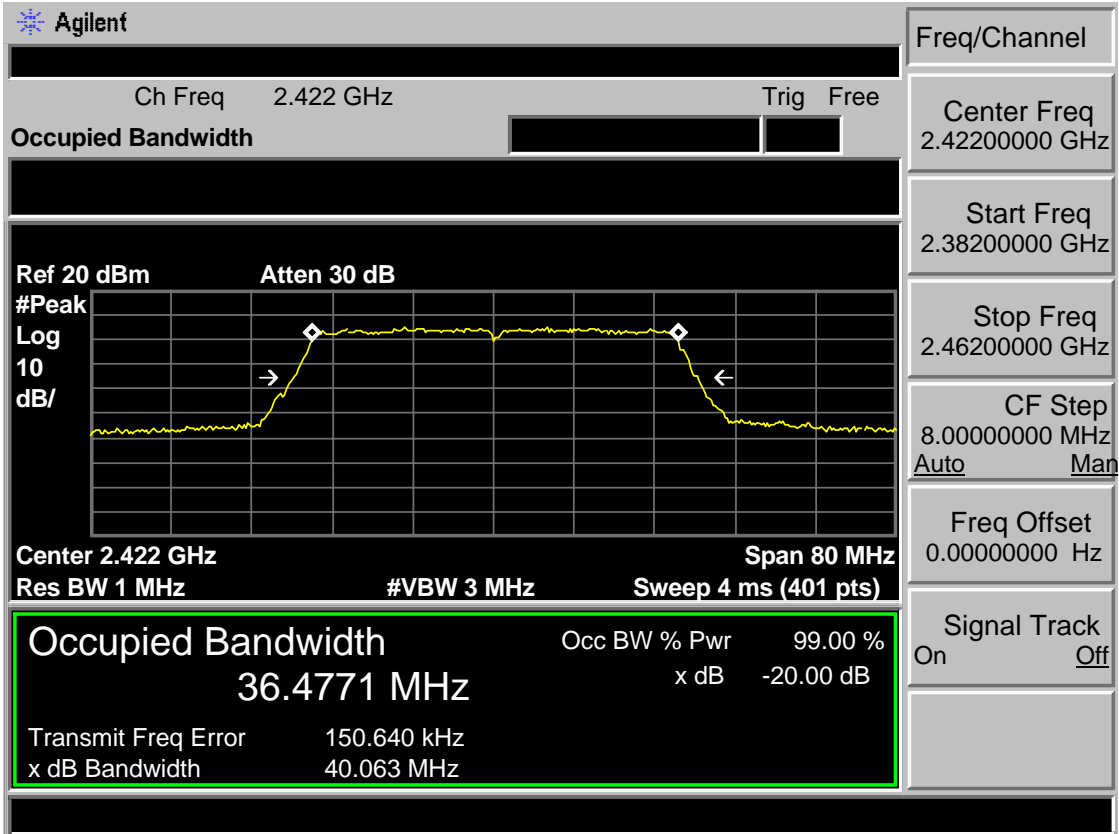 Agilent
Freq/Channel
Ch Freq 2.422 GHz Trig Free
Occupied Bandwidth
Center Freq
2.42200000 GHz
Start Freq
2.38200000 GHz
Stop Freq
2.46200000 GHz
CF Step
8.00000000 MHz
Auto Man
Freq Offset
0.00000000 Hz
Signal Track
On Off
Ref 20 dBm Atten 30 dB
#Peak
Log
10
dB/
Center 2.422 GHz Span 80 MHz
Res BW 1 MHz #VBW 3 MHz Sweep 4 ms (401 pts)
Occupied Bandwidth Occ BW % Pwr 99.00 %
36.4771 MHz x dB -20.00 dB
Transmit Freq Error 150.640 kHz
x dB Bandwidth 40.063 MHz